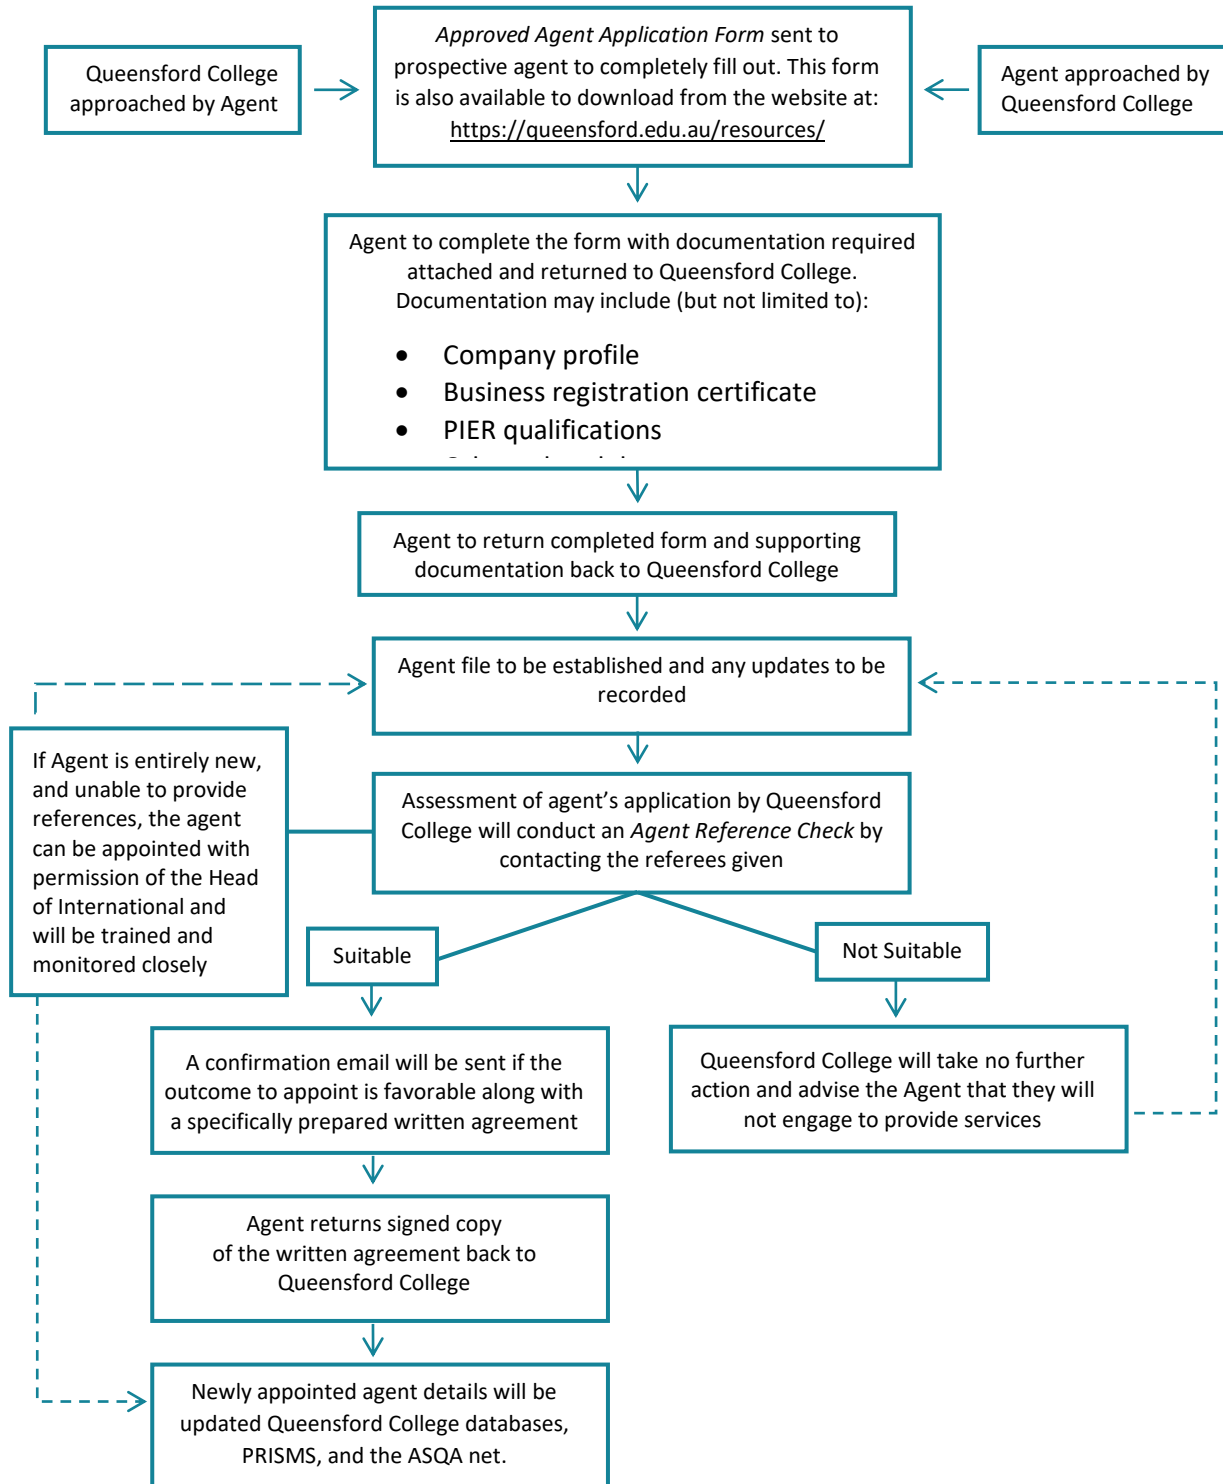 Approved Agent Application Form sent to
prospective agent to completely fill out. This form
is also available to download from the website at:
https://queensford.edu.au/resources/
Queensford College
approached by Agent
Agent approached by
Queensford College
Agent to complete the form with documentation required
attached and returned to Queensford College.
Documentation may include (but not limited to):
• Company profile
• Business registration certificate
• PIER qualifications
Agent to return completed form and supporting
documentation back to Queensford College
Agent file to be established and any updates to be
recorded
If Agent is entirely new,
and unable to provide
references, the agent
can be appointed with
permission of the Head
of International and
will be trained and
monitored closely
Assessment of agent's application by Queensford
College will conduct an Agent Reference Check by
contacting the referees given
Suitable
Not Suitable
A confirmation email will be sent if the
outcome to appoint is favorable along with
a specifically prepared written agreement
Queensford College will take no further
action and advise the Agent that they will
not engage to provide services
Agent returns signed copy
of the written agreement back to
Queensford College
Newly appointed agent details will be
updated Queensford College databases,
PRISMS, and the ASQA net.